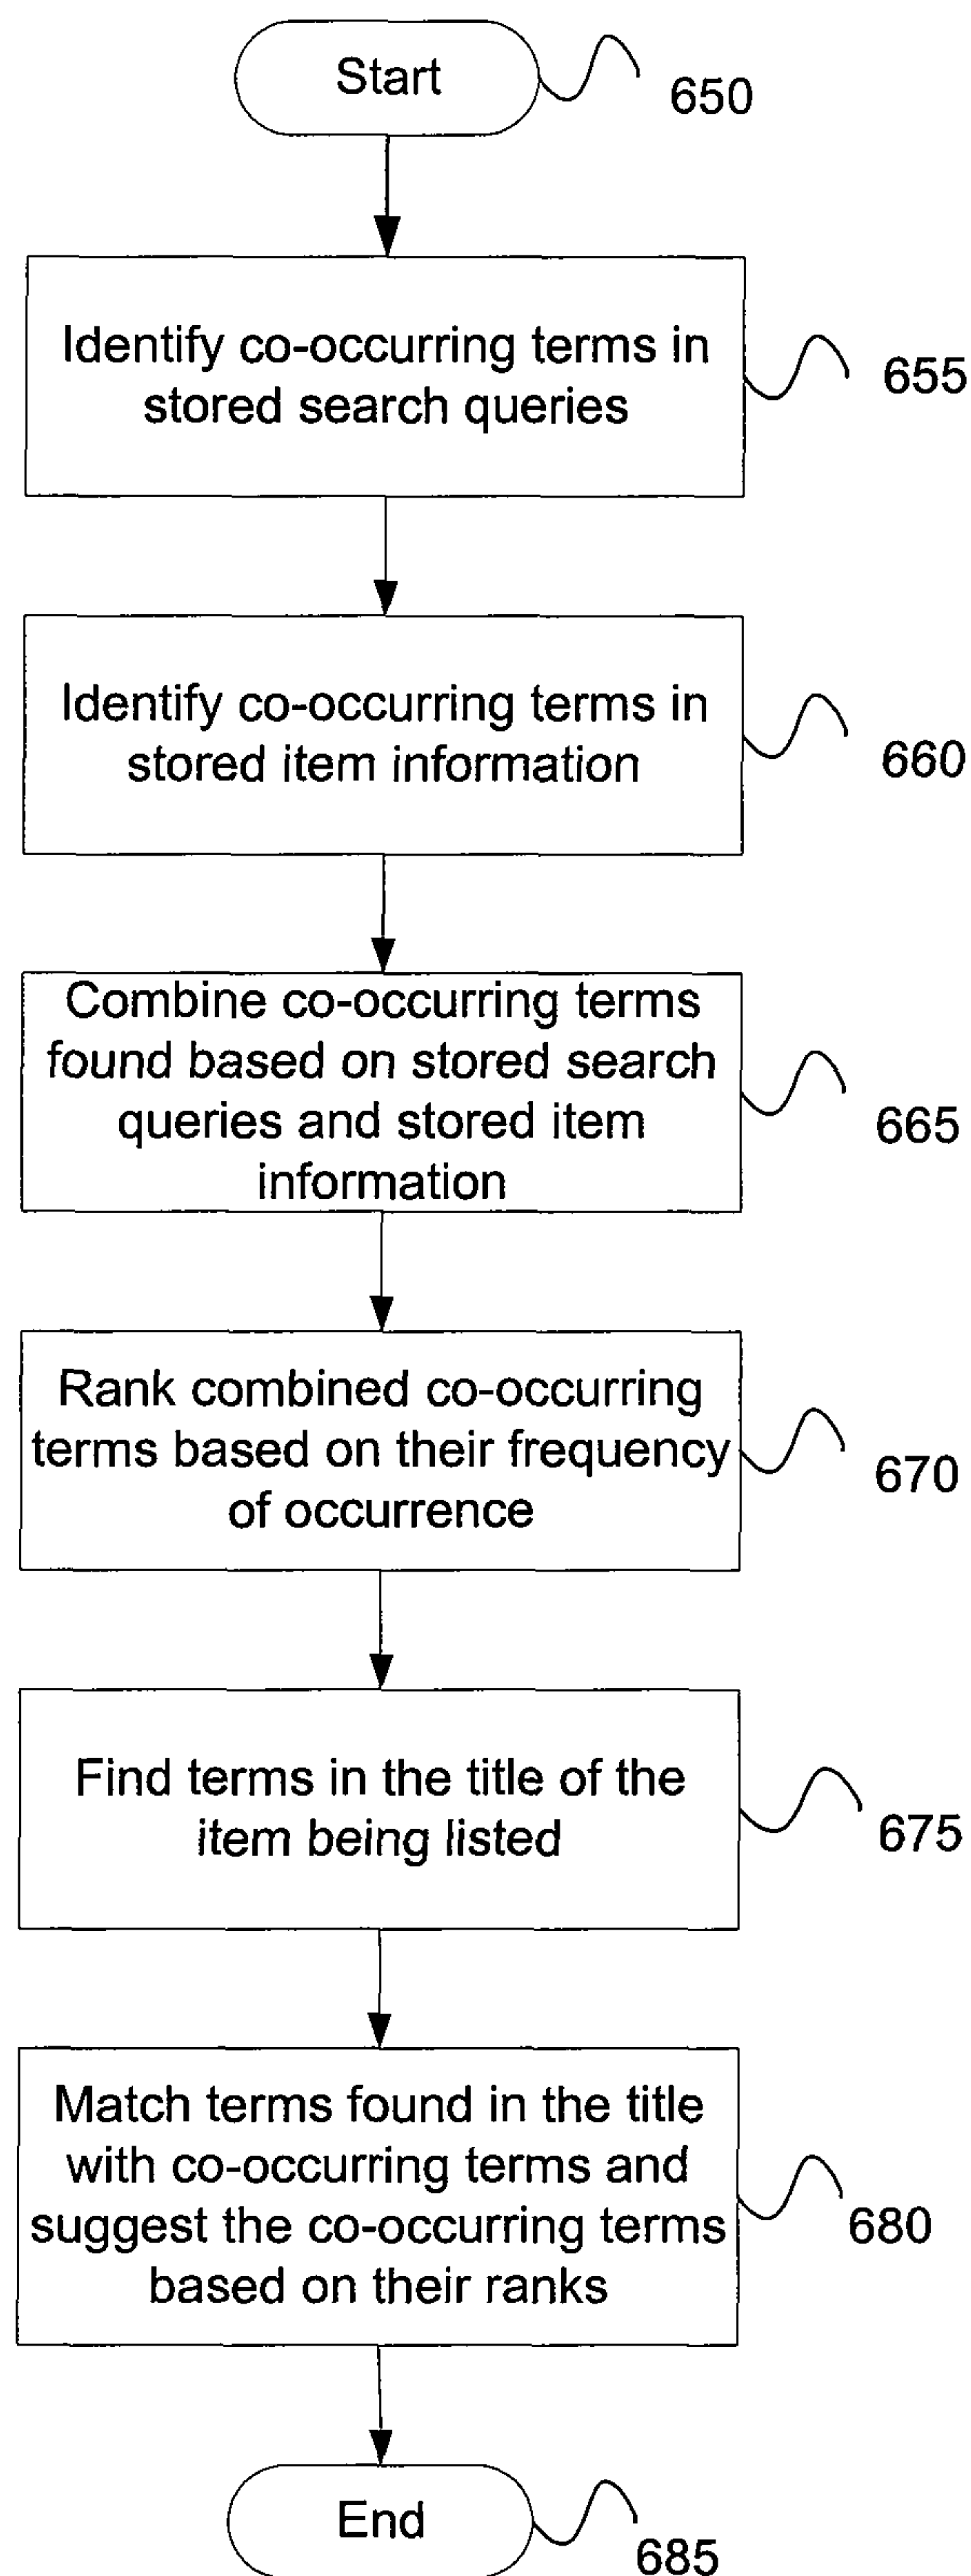 Start
650
Identify co-occurring terms in
stored search queries
655
Identify co-occurring terms in
stored item information
660
Combine co-occurring terms
found based on stored search
queries and stored item
information
665
Rank combined co-occurring
terms based on their frequency
of occurrence
670
Find terms in the title of the
item being listed
675
Match terms found in the title
with co-occurring terms and
suggest the co-occurring terms
based on their ranks
680
End
685